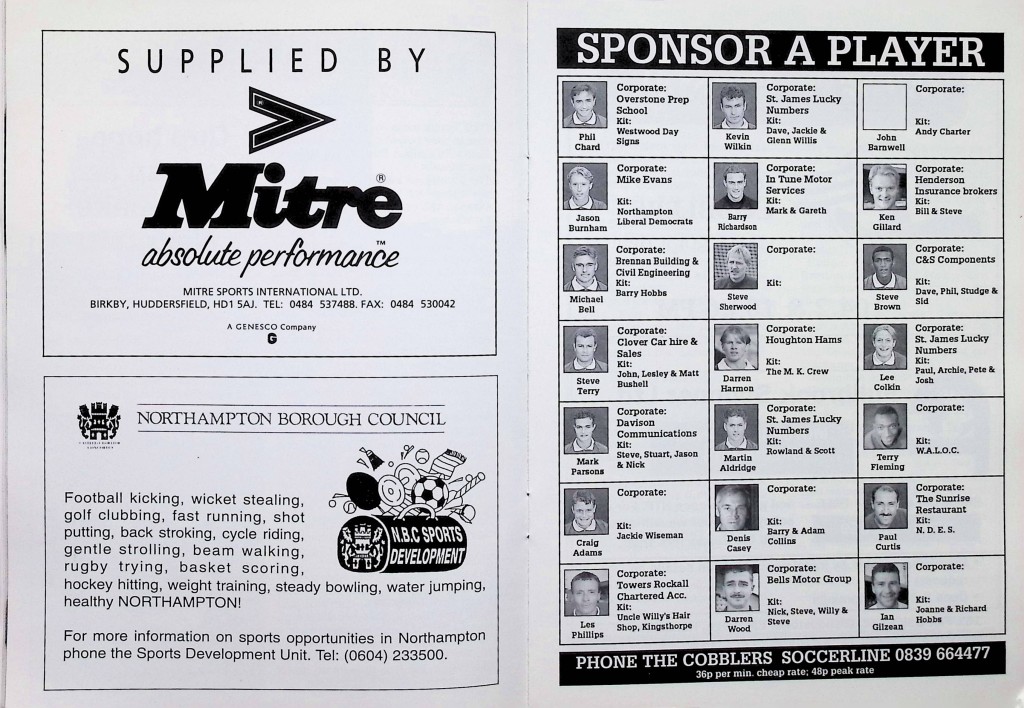 SUPPLIED BY
Mitre®
absolute performance™
MITRE SPORTS INTERNATIONAL LTD.
BIRKBY, HUDDERSFIELD, HD1 5AJ. TEL: 0484 537488. FAX: 0484 530042
A GENESCO Company
G
NORTHAMPTON BOROUGH COUNCIL
N.B.C SPORTS
DEVELOPMENT
Football kicking, wicket stealing,
golf clubbing, fast running, shot
putting, back stroking, cycle riding,
gentle strolling, beam walking,
rugby trying, basket scoring,
hockey hitting, weight training, steady bowling, water jumping,
healthy NORTHAMPTON!
For more information on sports opportunities in Northampton
phone the Sports Development Unit. Tel: (0604) 233500.
SPONSOR A PLAYER
Phil
Chard
Corporate:
Overstone Prep
School
Kit:
Westwood Day
Signs
Kevin
Wilkin
Corporate:
St. James Lucky
Numbers
Kit:
Dave, Jackie &
Glenn Willis
John
Barnwell
Corporate:
Kit:
Andy Charter
Jason
Burnham
Corporate:
Mike Evans
Kit:
Northampton
Liberal Democrats
Barry
Richardson
Corporate:
In Tune Motor
Services
Kit:
Mark & Gareth
Ken
Gillard
Corporate:
Henderson
Insurance brokers
Kit:
Bill & Steve
Michael
Bell
Corporate:
Brennan Building &
Civil Engineering
Kit:
Barry Hobbs
Steve
Sherwood
Corporate:
Kit:
Steve
Brown
Corporate:
C&S Components
Kit:
Dave, Phil, Studge &
Sid
Steve
Terry
Corporate:
Clover Car hire &
Sales
Kit:
John, Lesley & Matt
Bushell
Darren
Harmon
Corporate:
Houghton Hams
Kit:
The M. K. Crew
Lee
Colkin
Corporate:
St. James Lucky
Numbers
Kit:
Paul, Archie, Pete &
Josh
Mark
Parsons
Corporate:
Davison
Communications
Kit:
Steve, Stuart, Jason
& Nick
Martin
Aldridge
Corporate:
St. James Lucky
Numbers
Kit:
Rowland & Scott
Terry
Fleming
Corporate:
Kit:
W.A.L.O.C.
Craig
Adams
Corporate:
Kit:
Jackie Wiseman
Denis
Casey
Corporate:
Kit:
Barry & Adam
Collins
Paul
Curtis
Corporate:
The Sunrise
Restaurant
Kit:
N. D. E. S.
Les
Phillips
Corporate:
Towers Rockall
Chartered Acc.
Kit:
Uncle Willy's Hair
Shop, Kingsthorpe
Darren
Wood
Corporate:
Bells Motor Group
Kit:
Nick, Steve, Willy &
Steve
Ian
Gilzean
Corporate:
Kit:
Joanne & Richard
Hobbs
PHONE THE COBBLERS SOCCERLINE 0839 664477
36p per min. cheap rate; 48p peak rate